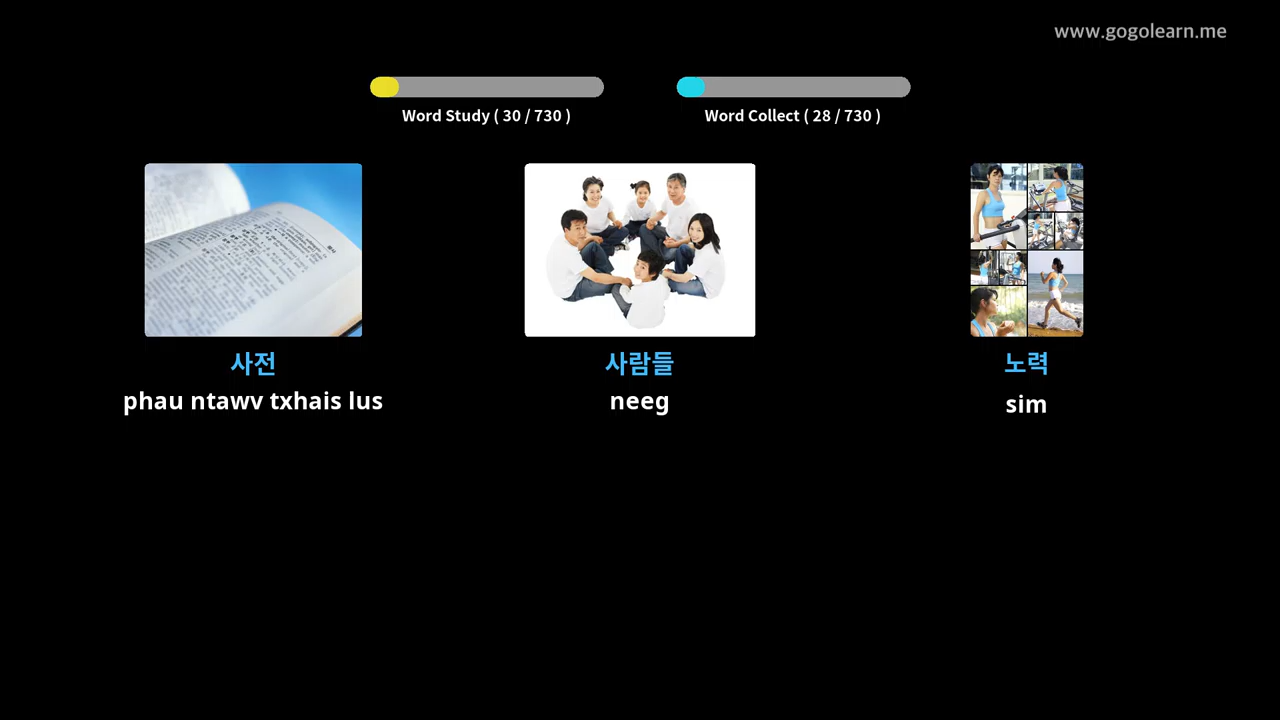 www.gogolearn.me
Word Study ( 30 / 730 )
Word Collect ( 28 / 730 )
사전
phau ntawv txhais lus
사람들
neeg
노력
sim